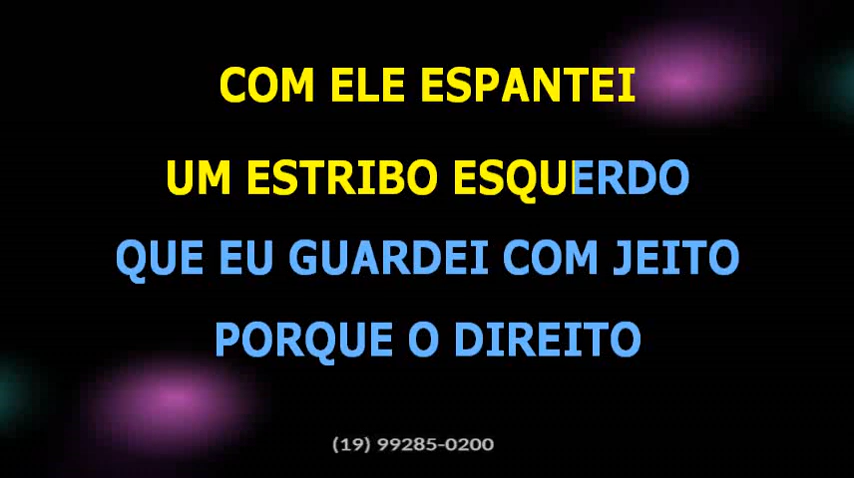 COM ELE ESPANTEI
UM ESTRIBO ESQUERDO
QUE EU GUARDEI COM JEITO
PORQUE O DIREITO
(19) 99285-0200